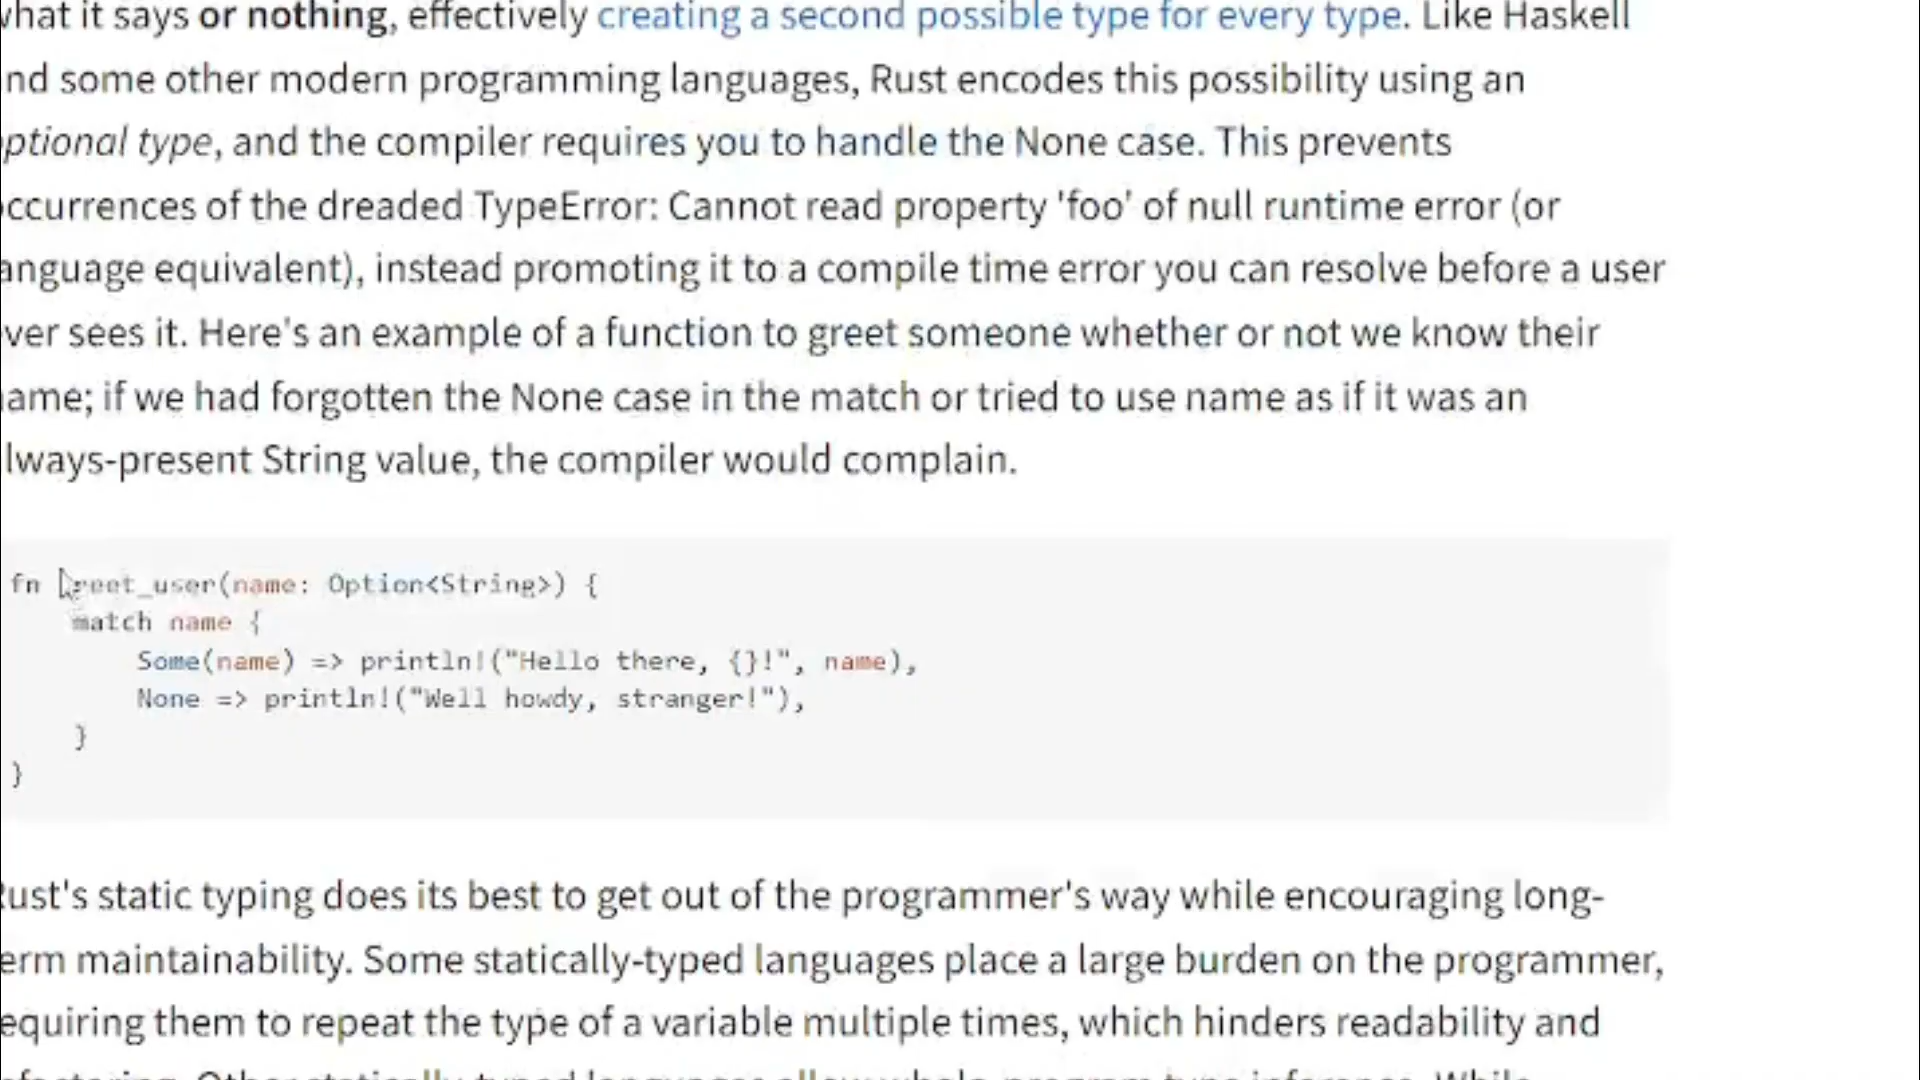 hat it says or nothing, effectively creating a second possible type for every type. Like Haskell
nd some other modern programming languages, Rust encodes this possibility using an
ptional type, and the compiler requires you to handle the None case. This prevents
ccurrences of the dreaded TypeError: Cannot read property 'foo' of null runtime error (or
anguage equivalent), instead promoting it to a compile time error you can resolve before a user
ver sees it. Here's an example of a function to greet someone whether or not we know their
ame; if we had forgotten the None case in the match or tried to use name as if it was an
lways-present String value, the compiler would complain.
fn greet_user(name: Option<String>) {
match name {
Some(name) => println!("Hello there, {}!", name),
None => println!("Well howdy, stranger!"),
}
}
Rust's static typing does its best to get out of the programmer's way while encouraging long-
erm maintainability. Some statically-typed languages place a large burden on the programmer,
equiring them to repeat the type of a variable multiple times, which hinders readability and